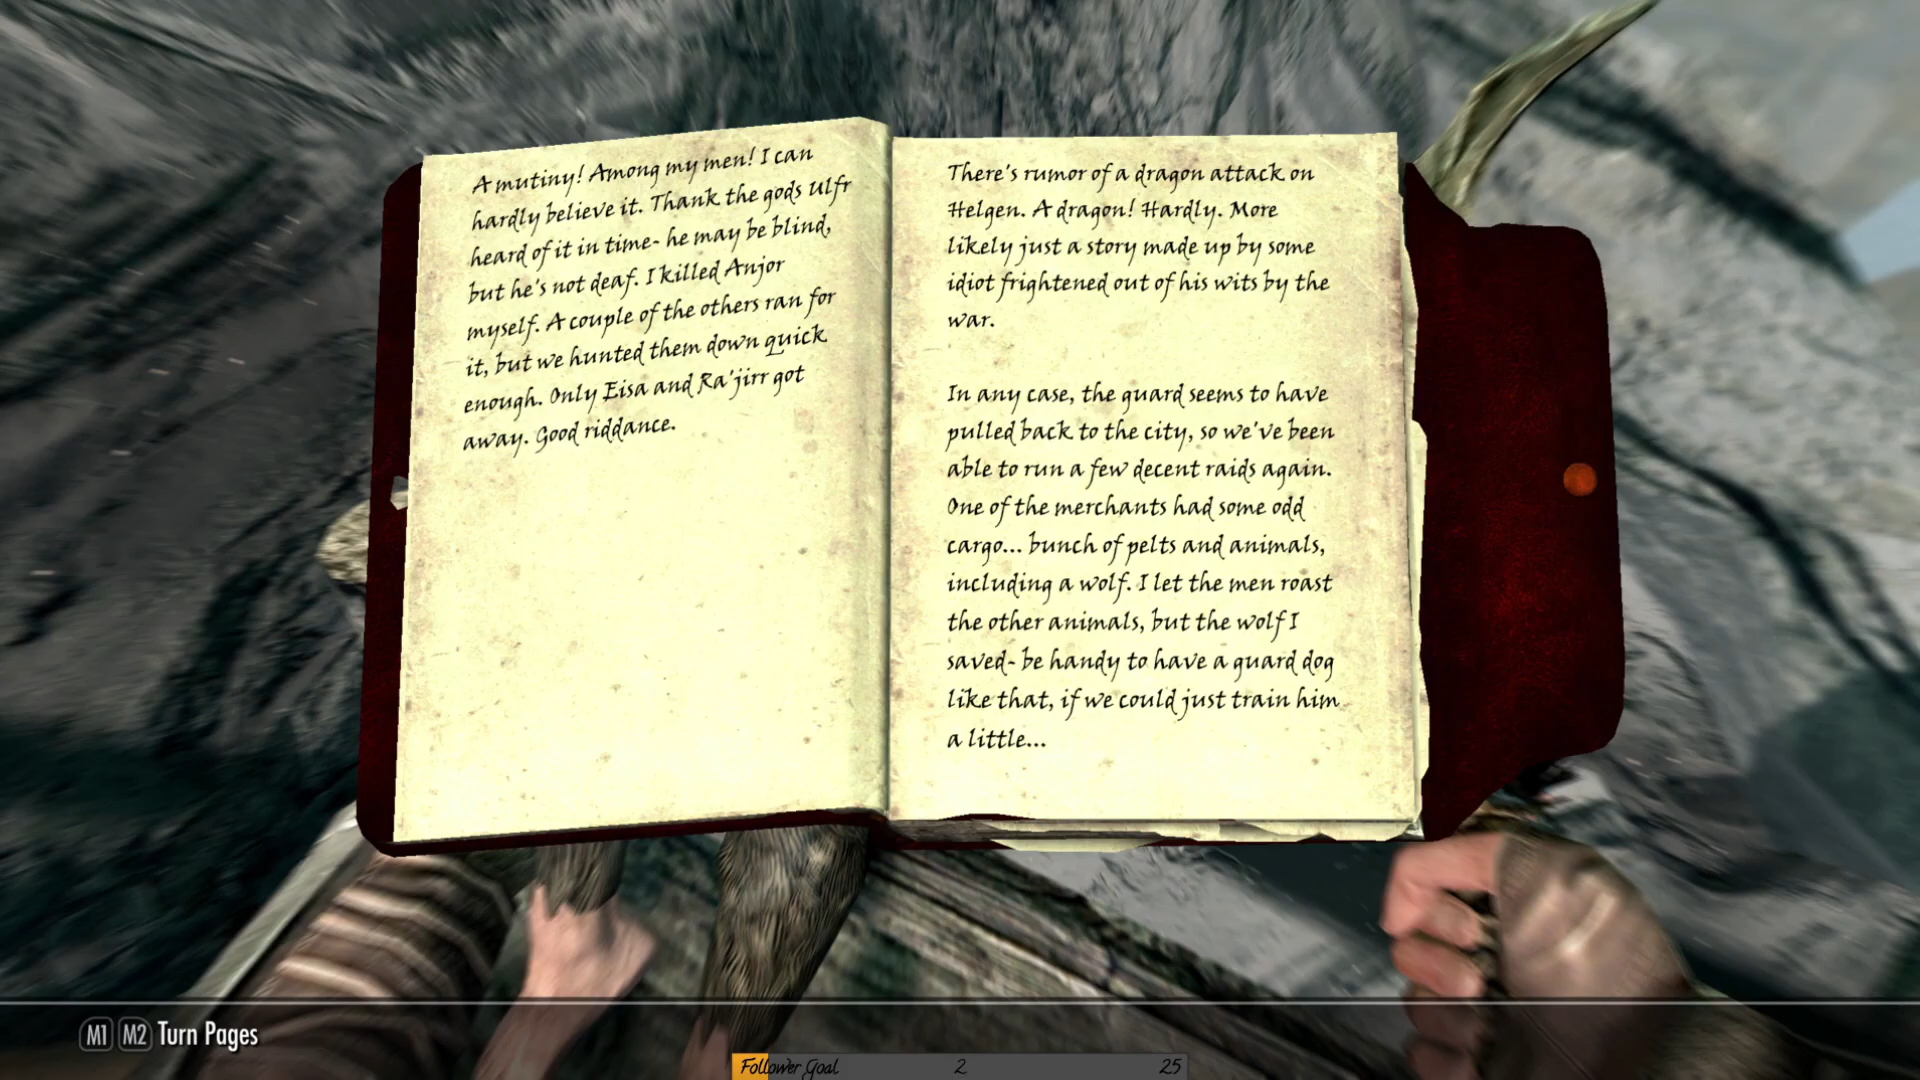 A mutiny! Among my men! I can
hardly believe it. Thank the gods Ulfr
heard of it in time- he may be blind,
but he's not deaf. I killed Anjor
myself. A couple of the others ran for
it, but we hunted them down quick
enough. Only Eisa and Ra'jirr got
away. Good riddance.
There's rumor of a dragon attack on
Helgen. A dragon! Hardly. More
likely just a story made up by some
idiot frightened out of his wits by the
war.
In any case, the guard seems to have
pulled back to the city, so we've been
able to run a few decent raids again.
One of the merchants had some odd
cargo... bunch of pelts and animals,
including a wolf. I let the men roast
the other animals, but the wolf I
saved- be handy to have a guard dog
like that, if we could just train him
a little...
M1 M2 Turn Pages
Follower Goal 2 25